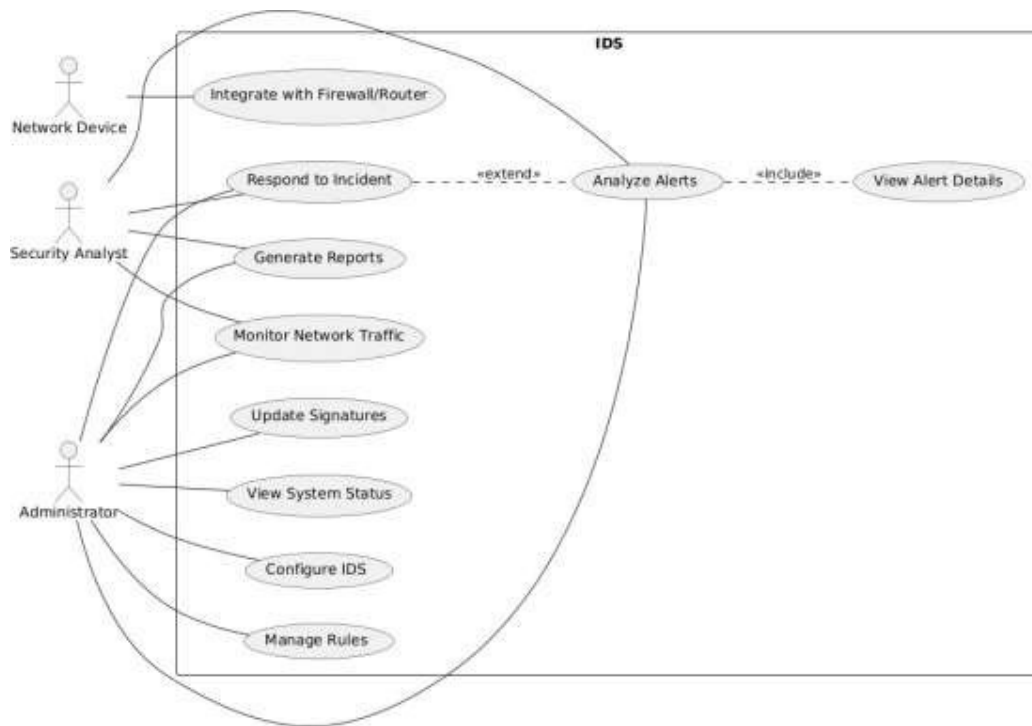 IDS
Network Device
Integrate with Firewall/Router
Security Analyst
Respond to Incident
«extend»
Analyze Alerts
«include»
View Alert Details
Generate Reports
Monitor Network Traffic
Update Signatures
Administrator
View System Status
Configure IDS
Manage Rules